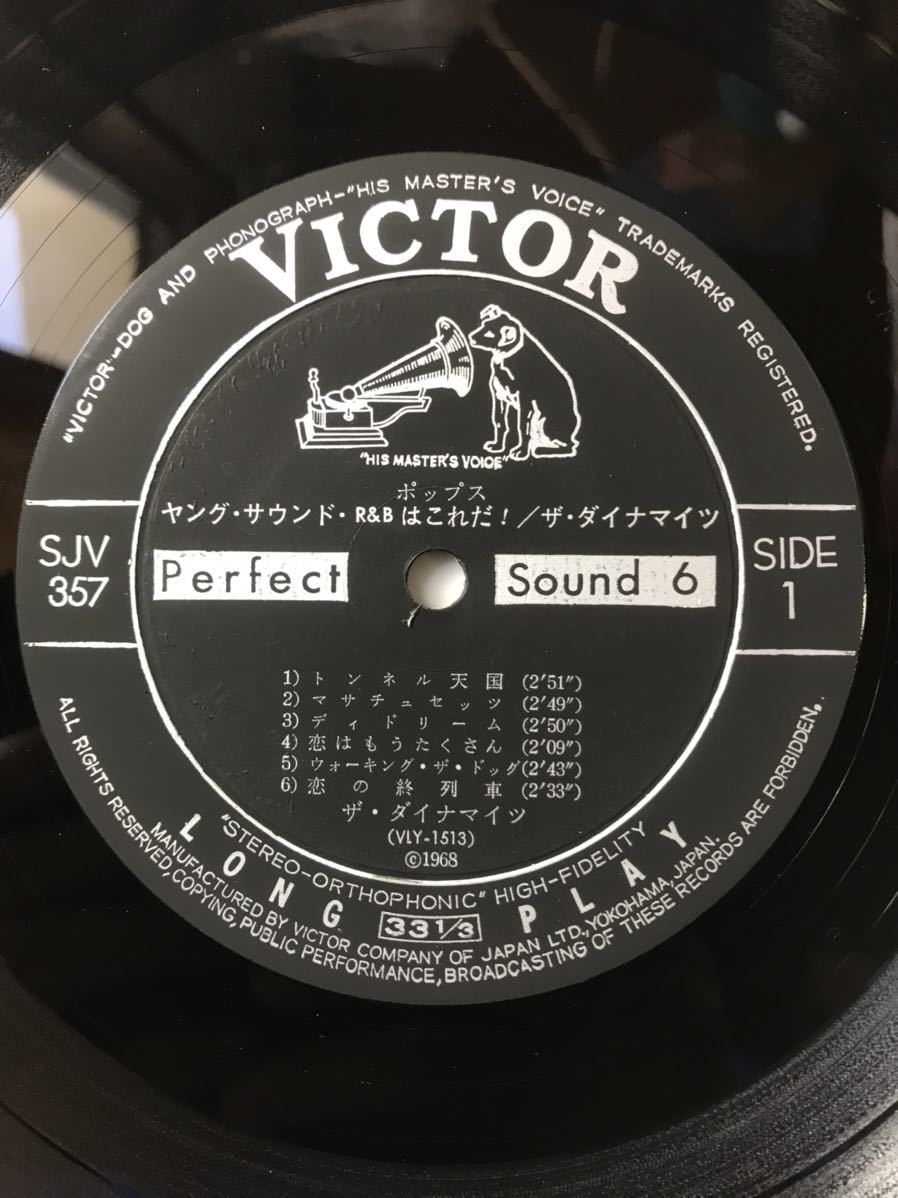 "VICTOR"-DOG AND PHONOGRAPH-"HIS MASTER'S VOICE" TRADEMARKS REGISTERED.
VICTOR
"HIS MASTER'S VOICE"
ポップス
ヤング・サウンド・R&Bはこれだ!/ザ・ダイナマイツ
SJV
357
Perfect Sound 6
SIDE
1
1) トンネル天国 (2'51")
2) マサチュセッツ (2'49")
3) デイドリーム (2'50")
4) 恋はもうたくさん (2'09")
5) ウォーキング・ザ・ドッグ (2'43")
6) 恋の終列車 (2'33")
ザ・ダイナマイツ
(VLY-1513)
©1968
"STEREO-ORTHOPHONIC" HIGH-FIDELITY
LONG 33 1/3 PLAY
MANUFACTURED BY VICTOR COMPANY OF JAPAN LTD., YOKOHAMA, JAPAN.
ALL RIGHTS RESERVED, COPYING, PUBLIC PERFORMANCE, BROADCASTING OF THESE RECORDS ARE FORBIDDEN.